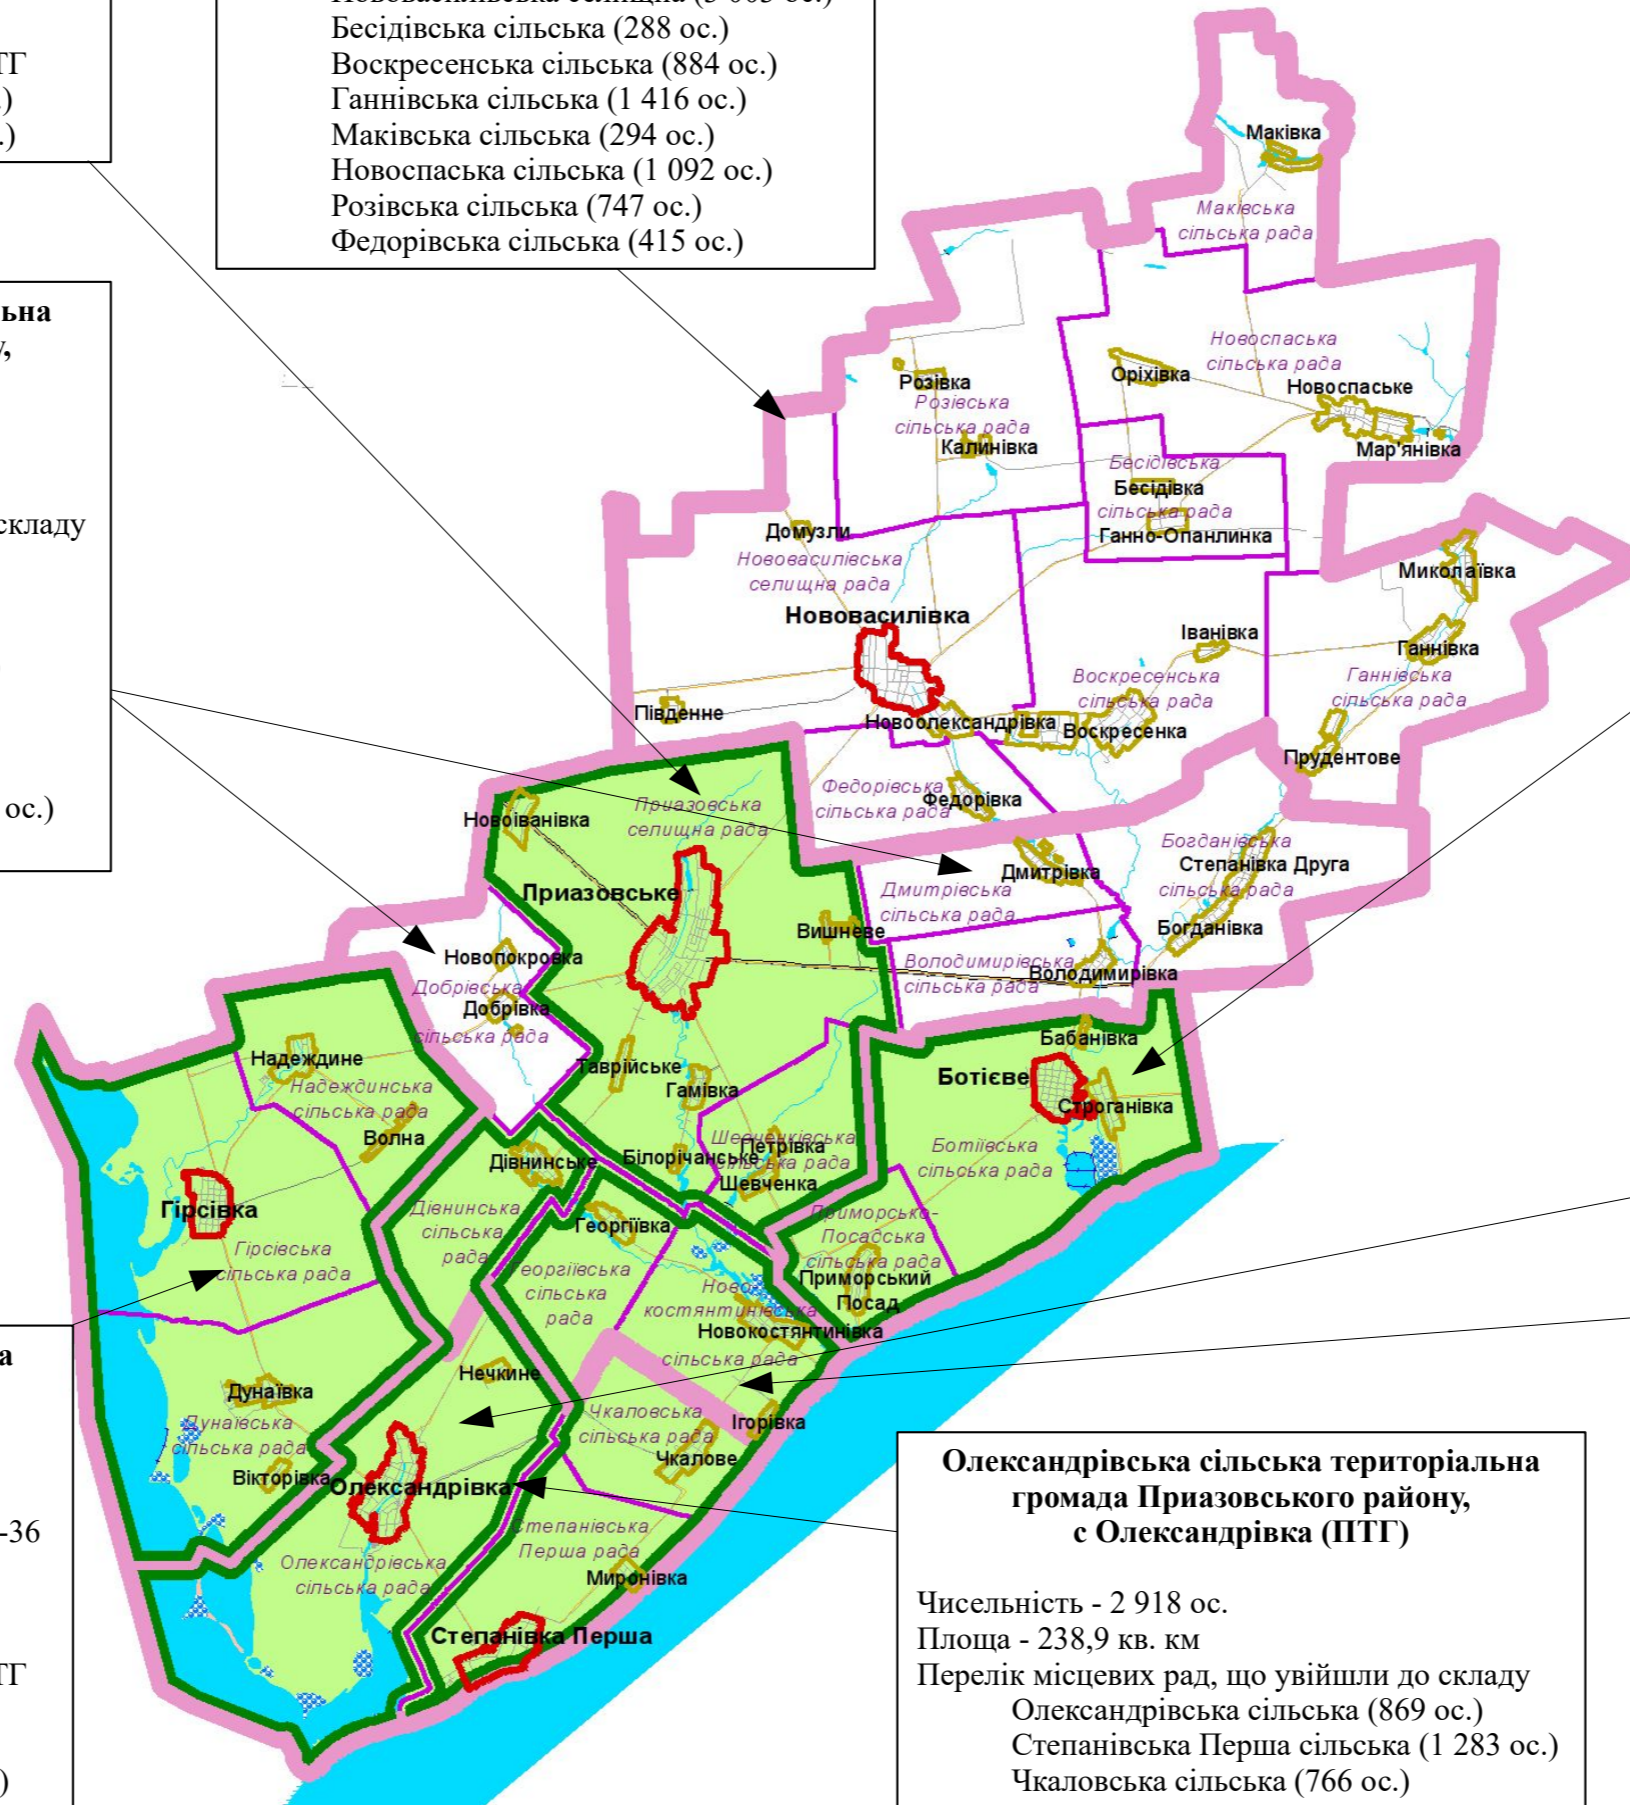 ТГ
.)
.)
Бесідівська сільська (288 ос.)
Воскресенська сільська (884 ос.)
Ганнівська сільська (1 416 ос.)
Маківська сільська (294 ос.)
Новоспаська сільська (1 092 ос.)
Розівська сільська (747 ос.)
Федорівська сільська (415 ос.)
ьна
у,
складу
ос.)
Маківка
Маківська
сільська рада
Новоспаська
сільська рада
Оріхівка
Новоспаське
Мар'янівка
Розівка
Розівська
сільська рада
Калинівка
Бесідівська
Бесідівка
сільська рада
Ганно-Опанлинка
Домузли
Нововасилівська
селищна рада
Нововасилівка
Миколаївка
Іванівка
Ганнівка
Воскресенська
сільська рада
Ганнівська
сільська рада
Південне
Новоолександрівка
Воскресенка
Прудентове
Федорівська
сільська рада
Федорівка
Приазовська
селищна рада
Новоіванівка
Богданівська
Степанівка Друга
сільська рада
Дмитрівка
Дмитрівська
сільська рада
Приазовське
Вишневе
Богданівка
Володимирівська
сільська рада
Володимирівка
Новопокровка
Добрівська
Добрівка
сільська рада
Бабанівка
Надеждине
Надеждинська
сільська рада
Волна
Таврійське
Гамівка
Ботієве
Строганівка
Ботіївська
сільська рада
Шевченківська
сільська рада
Петрівка
Білорічанське
Шевченка
Дівнинське
Гірсівка
Гірсівська
сільська рада
Дівнинська
сільська
рада
Георгіївка
Георгіївська
сільська
рада
Приморсько-
Посадська
сільська рада
Приморський
Посад
Ново-
костянтинівська
Новокостянтинівка
сільська рада
Нечкине
Дунаївка
Дунаївська
сільська рада
Вікторівка
Чкаловська
сільська рада
Ігорівка
Чкалове
Олександрівка
Олександрівська
сільська рада
Степанівська
Перша рада
Миронівка
Степанівка Перша
а
-36
ТГ
)
Олександрівська сільська територіальна
громада Приазовського району,
с Олександрівка (ПТГ)
Чисельність - 2 918 ос.
Площа - 238,9 кв. км
Перелік місцевих рад, що увійшли до складу
Олександрівська сільська (869 ос.)
Степанівська Перша сільська (1 283 ос.)
Чкаловська сільська (766 ос.)